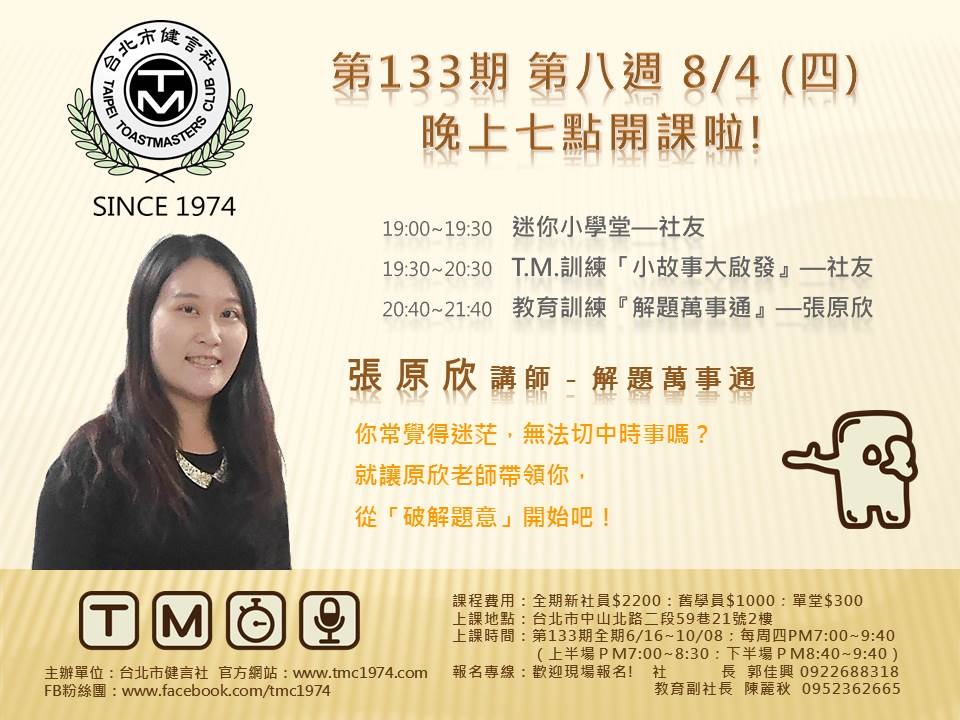 台北市健言社
TM
TAIPEI TOASTMASTERS CLUB
SINCE 1974
第133期 第八週 8/4 (四)
晚上七點開課啦!
19:00~19:30 迷你小學堂—社友
19:30~20:30 T.M.訓練「小故事大啟發』—社友
20:40~21:40 教育訓練『解題萬事通』—張原欣
張原欣講師 - 解題萬事通
你常覺得迷茫，無法切中時事嗎？
就讓原欣老師帶領你，
從「破解題意」開始吧！
T M
主辦單位：台北市健言社 官方網站：www.tmc1974.com
FB粉絲團：www.facebook.com/tmc1974
課程費用：全期新社員$2200；舊學員$1000；單堂$300
上課地點：台北市中山北路二段59巷21號2樓
上課時間：第133期全期6/16~10/08；每周四PM7:00~9:40
（上半場ＰＭ7:00~8:30；下半場ＰＭ8:40~9:40）
報名專線：歡迎現場報名! 社 長 郭佳興 0922688318
教育副社長 陳麗秋 0952362665